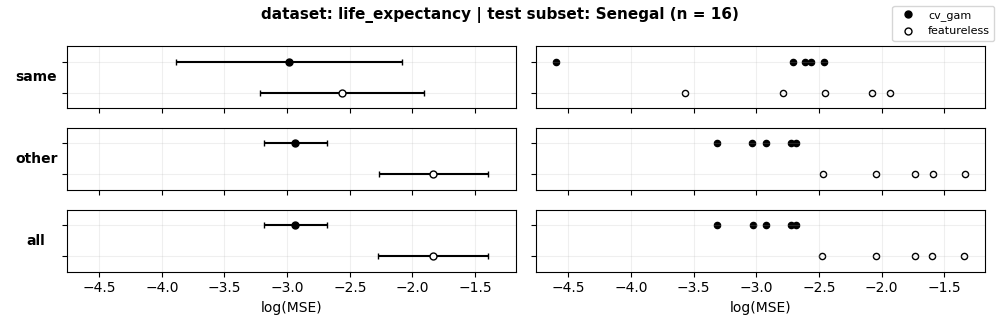 dataset: life_expectancy | test subset: Senegal (n = 16)
cv_gam
featureless
same
other
all
−4.5 −4.0 −3.5 −3.0 −2.5 −2.0 −1.5
−4.5 −4.0 −3.5 −3.0 −2.5 −2.0 −1.5
log(MSE)
log(MSE)